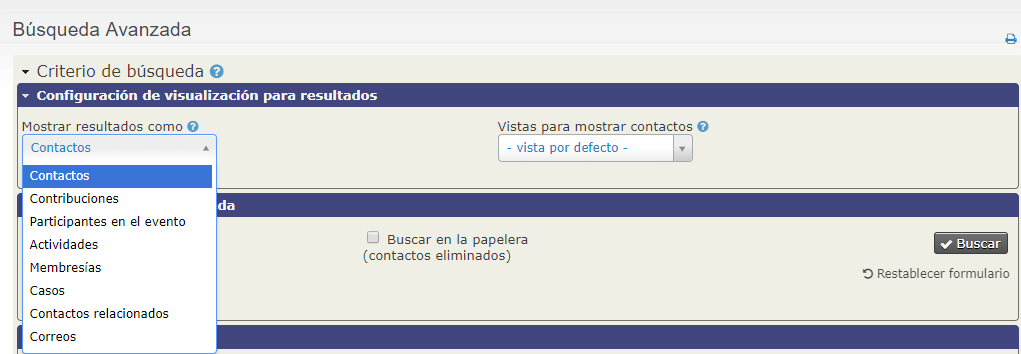 Búsqueda Avanzada
Criterio de búsqueda
Configuración de visualización para resultados
Mostrar resultados como
Vistas para mostrar contactos
Contactos
- vista por defecto -
Contactos
Contribuciones
Participantes en el evento
Actividades
Membresías
Casos
Contactos relacionados
Correos
da
Buscar en la papelera
(contactos eliminados)
Buscar
Restablecer formulario